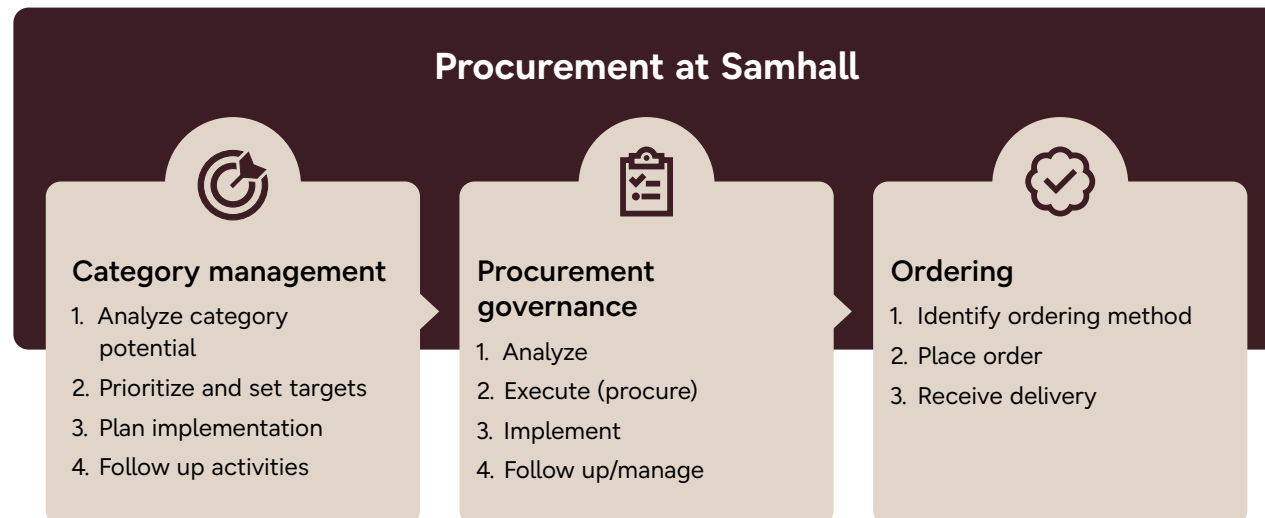 Procurement at Samhall
Category management
1. Analyze category
potential
2. Prioritize and set targets
3. Plan implementation
4. Follow up activities
Procurement
governance
1. Analyze
2. Execute (procure)
3. Implement
4. Follow up/manage
Ordering
1. Identify ordering method
2. Place order
3. Receive delivery